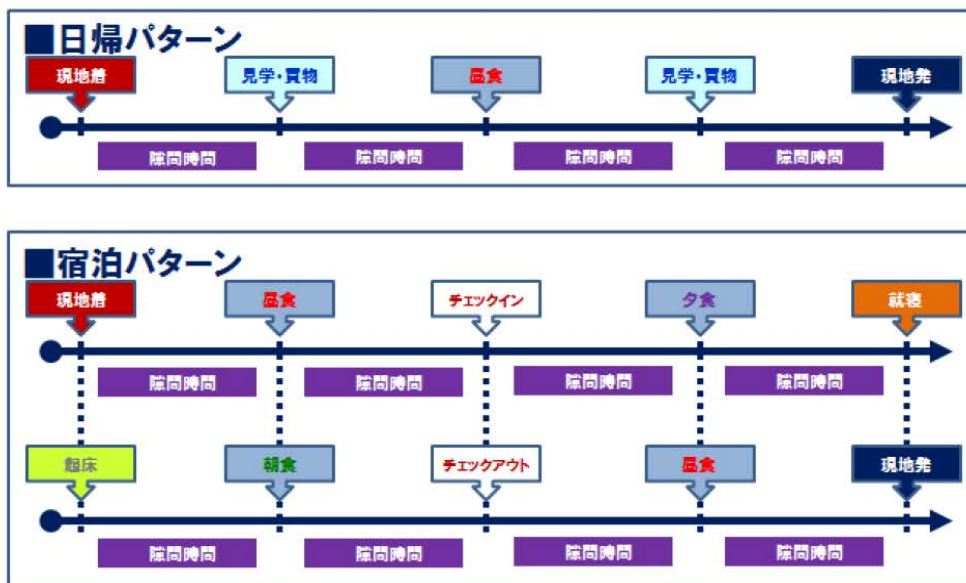 ■日帰パターン
現地着 見学・買物 昼食 見学・買物 現地発
隙間時間 隙間時間 隙間時間 隙間時間
■宿泊パターン
現地着 昼食 チェックイン 夕食 就寝
隙間時間 隙間時間 隙間時間 隙間時間
起床 朝食 チェックアウト 昼食 現地発
隙間時間 隙間時間 隙間時間 隙間時間